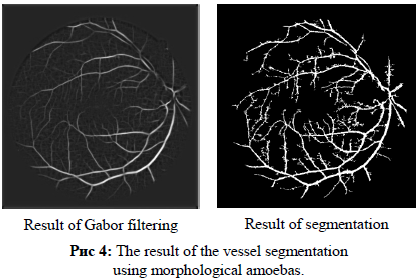 Result of Gabor filtering
Result of segmentation
Рис 4: The result of the vessel segmentation
using morphological amoebas.